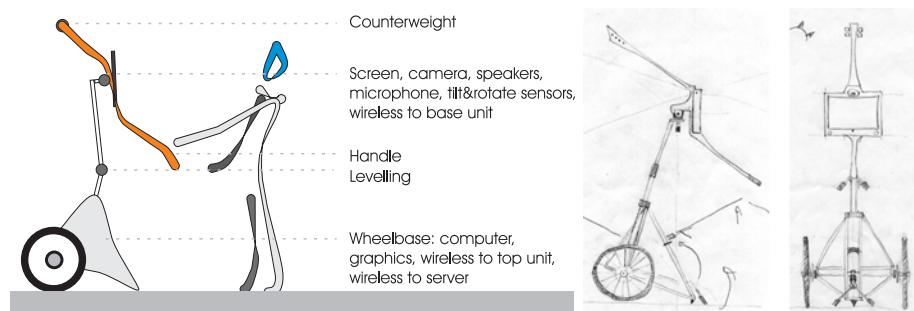 Counterweight
Screen, camera, speakers,
microphone, tilt&rotate sensors,
wireless to base unit
Handle
Levelling
Wheelbase: computer,
graphics, wireless to top unit,
wireless to server